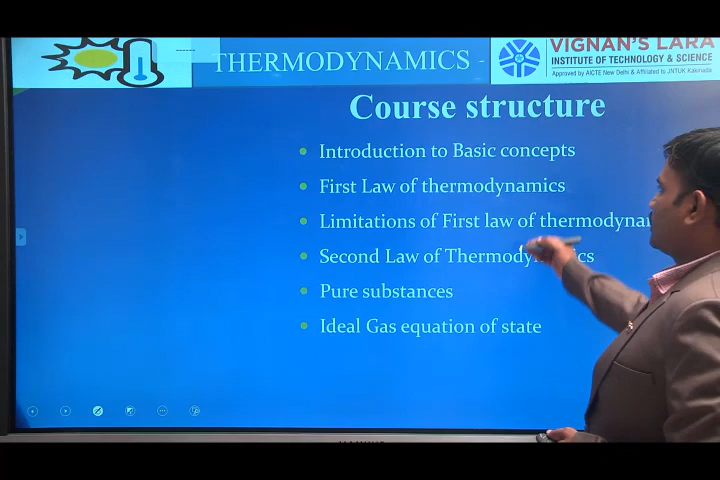 THERMODYNAMICS -
VIGNAN'S LARA
INSTITUTE OF TECHNOLOGY & SCIENCE
Approved by AICTE New Delhi & Affiliated to JNTUK Kakinada
Course structure
Introduction to Basic concepts
First Law of thermodynamics
Limitations of First law of thermodynam
Second Law of Thermodynamics
Pure substances
Ideal Gas equation of state